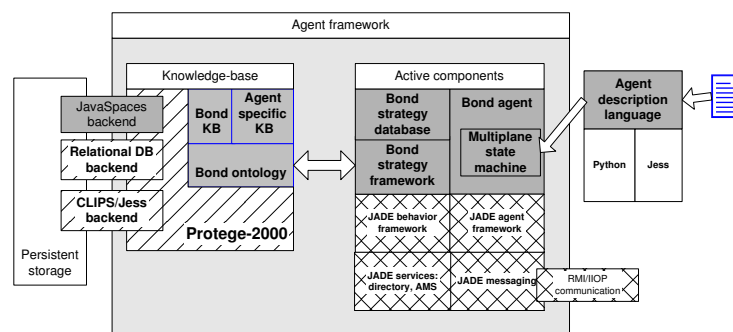 Agent framework
Knowledge-base
Active components
JavaSpaces
backend
Relational DB
backend
CLIPS/Jess
backend
Persistent
storage
Bond
KB
Agent
specific
KB
Bond ontology
Protege-2000
Bond
strategy
database
Bond agent
Bond
strategy
framework
Multiplane
state
machine
JADE behavior
framework
JADE agent
framework
JADE services:
directory, AMS
JADE messaging
RMI/IIOP
communication
Agent
description
language
Python
Jess